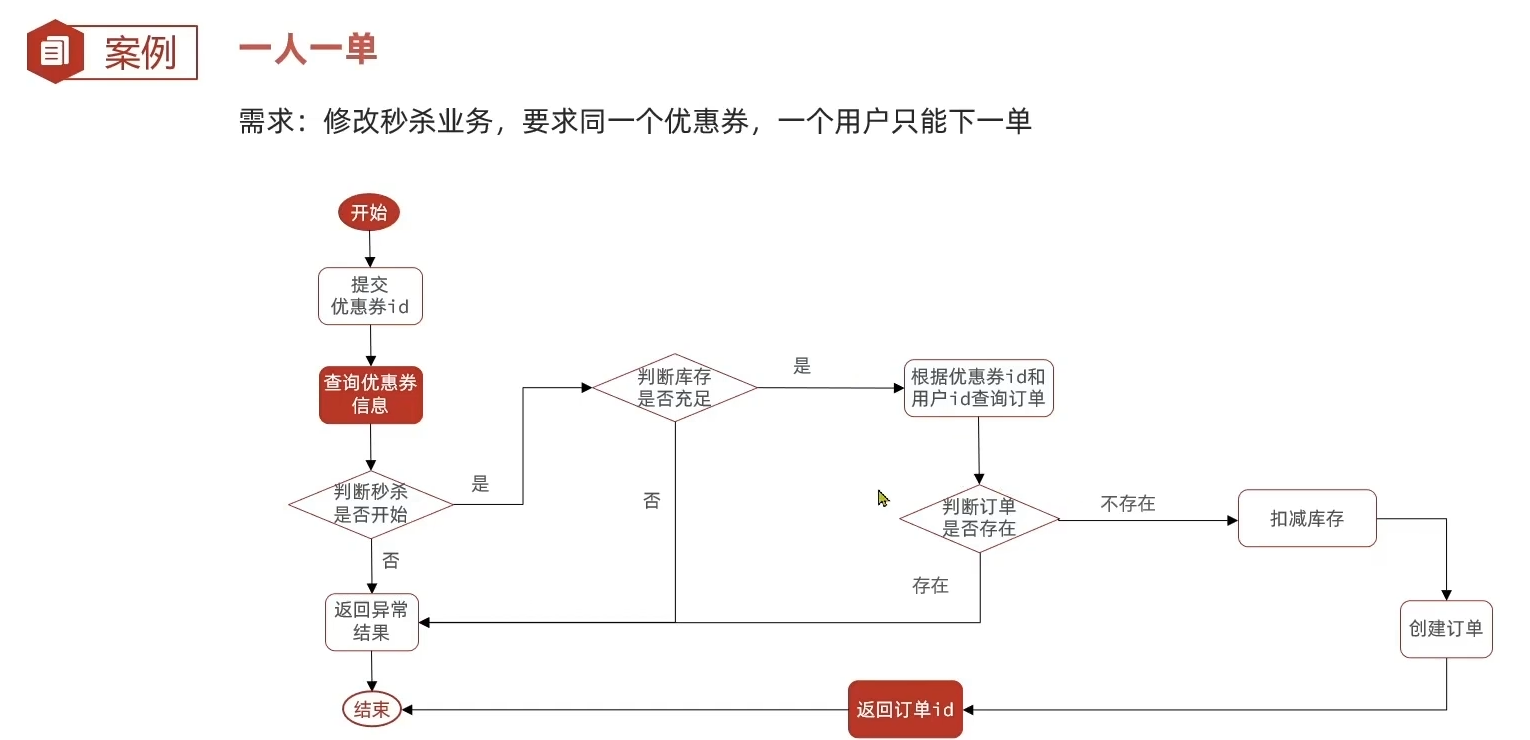 案例
一人一单
需求：修改秒杀业务，要求同一个优惠券，一个用户只能下一单
开始
提交
优惠券id
查询优惠券
信息
判断秒杀
是否开始
是
否
判断库存
是否充足
是
否
根据优惠券id和
用户id查询订单
判断订单
是否存在
不存在
存在
扣减库存
创建订单
返回订单id
返回异常
结果
结束